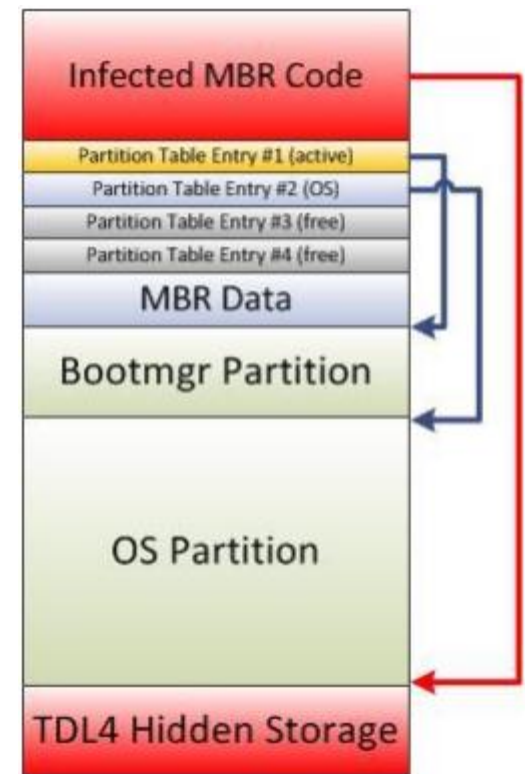 Infected MBR Code
Partition Table Entry #1 (active)
Partition Table Entry #2 (OS)
Partition Table Entry #3 (free)
Partition Table Entry #4 (free)
MBR Data
Bootmgr Partition
OS Partition
TDL4 Hidden Storage